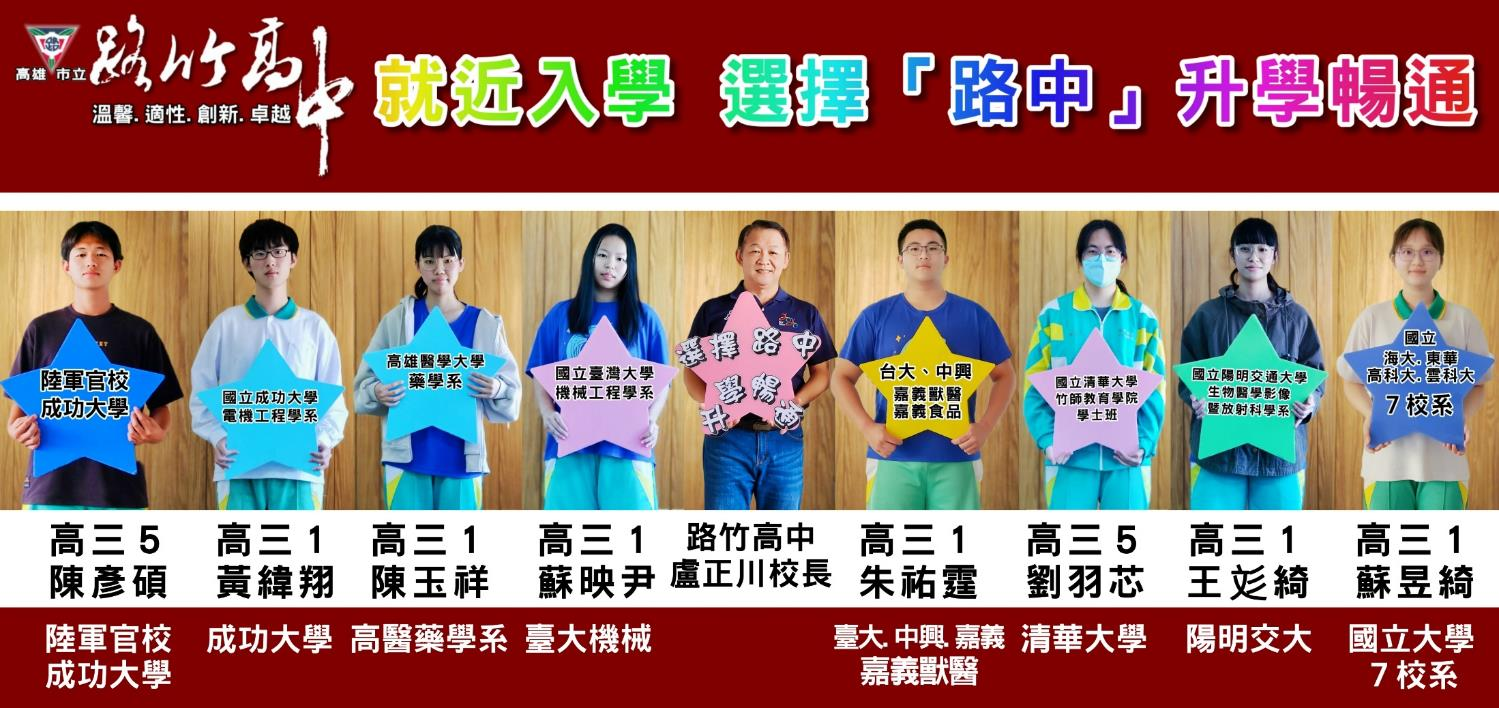 高雄市立
路竹高中
溫馨.適性.創新.卓越
就近入學 選擇「路中」升學暢通
陸軍官校
成功大學
國立成功大學
電機工程學系
高雄醫學大學
藥學系
國立臺灣大學
機械工程學系
選擇路中
升學暢通
台大、中興
嘉義獸醫
嘉義食品
國立清華大學
竹師教育學院
學士班
國立陽明交通大學
生物醫學影像
暨放射科學系
國立
海大.東華
高科大.雲科大
7校系
高三5
陳彥碩
高三1
黃緯翔
高三1
陳玉祥
高三1
蘇映尹
路竹高中
盧正川校長
高三1
朱祐霆
高三5
劉羽芯
高三1
王彣綺
高三1
蘇昱綺
陸軍官校
成功大學
成功大學
高醫藥學系
臺大機械
臺大.中興.嘉義
嘉義獸醫
清華大學
陽明交大
國立大學
7校系